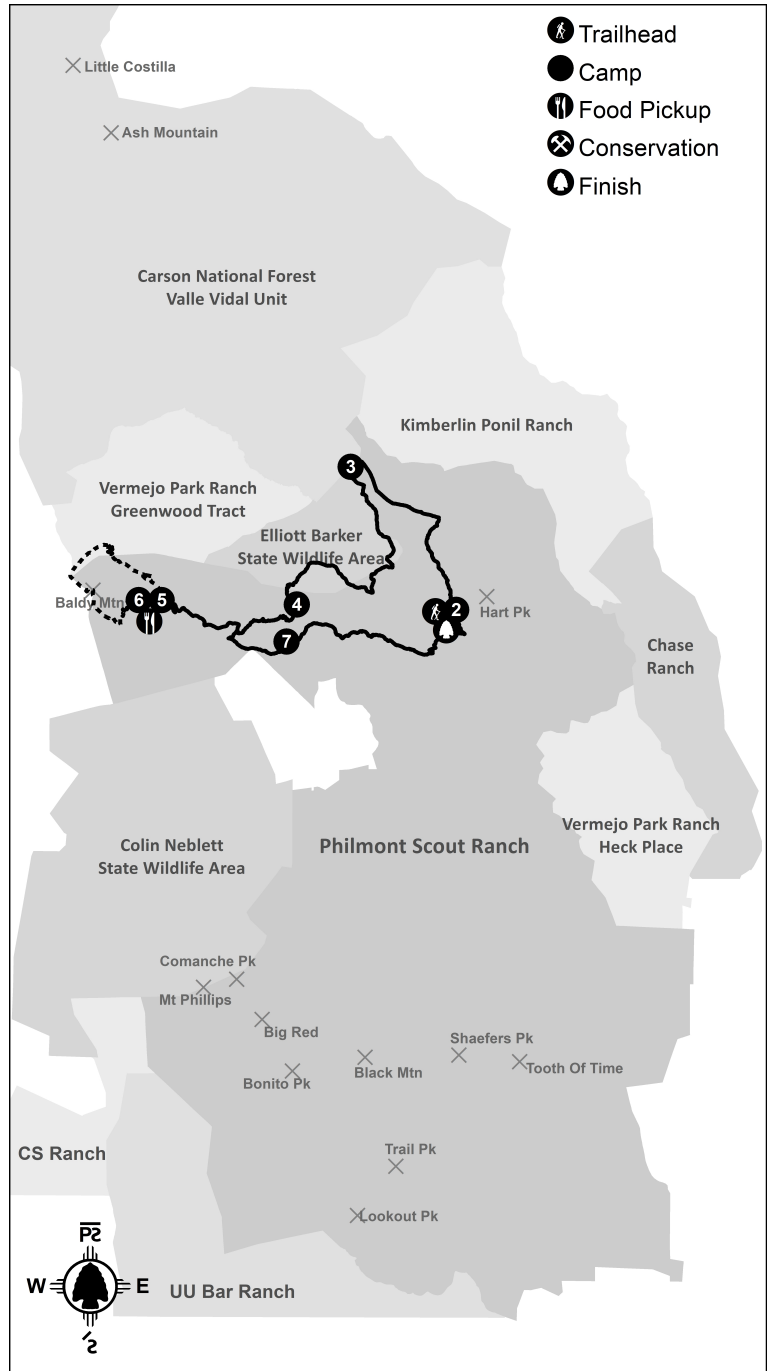 Trailhead
Camp
Food Pickup
Conservation
Finish
Little Costilla
Ash Mountain
Carson National Forest
Valle Vidal Unit
Kimberlin Ponil Ranch
3
Vermejo Park Ranch
Greenwood Tract
Elliott Barker
State Wildlife Area
Baldy Mtn
6
5
4
7
2
Hart Pk
Chase
Ranch
Vermejo Park Ranch
Heck Place
Colin Neblett
State Wildlife Area
Philmont Scout Ranch
Comanche Pk
Mt Phillips
Big Red
Bonito Pk
Black Mtn
Shaefers Pk
Tooth Of Time
Trail Pk
Lookout Pk
CS Ranch
UU Bar Ranch
W
E